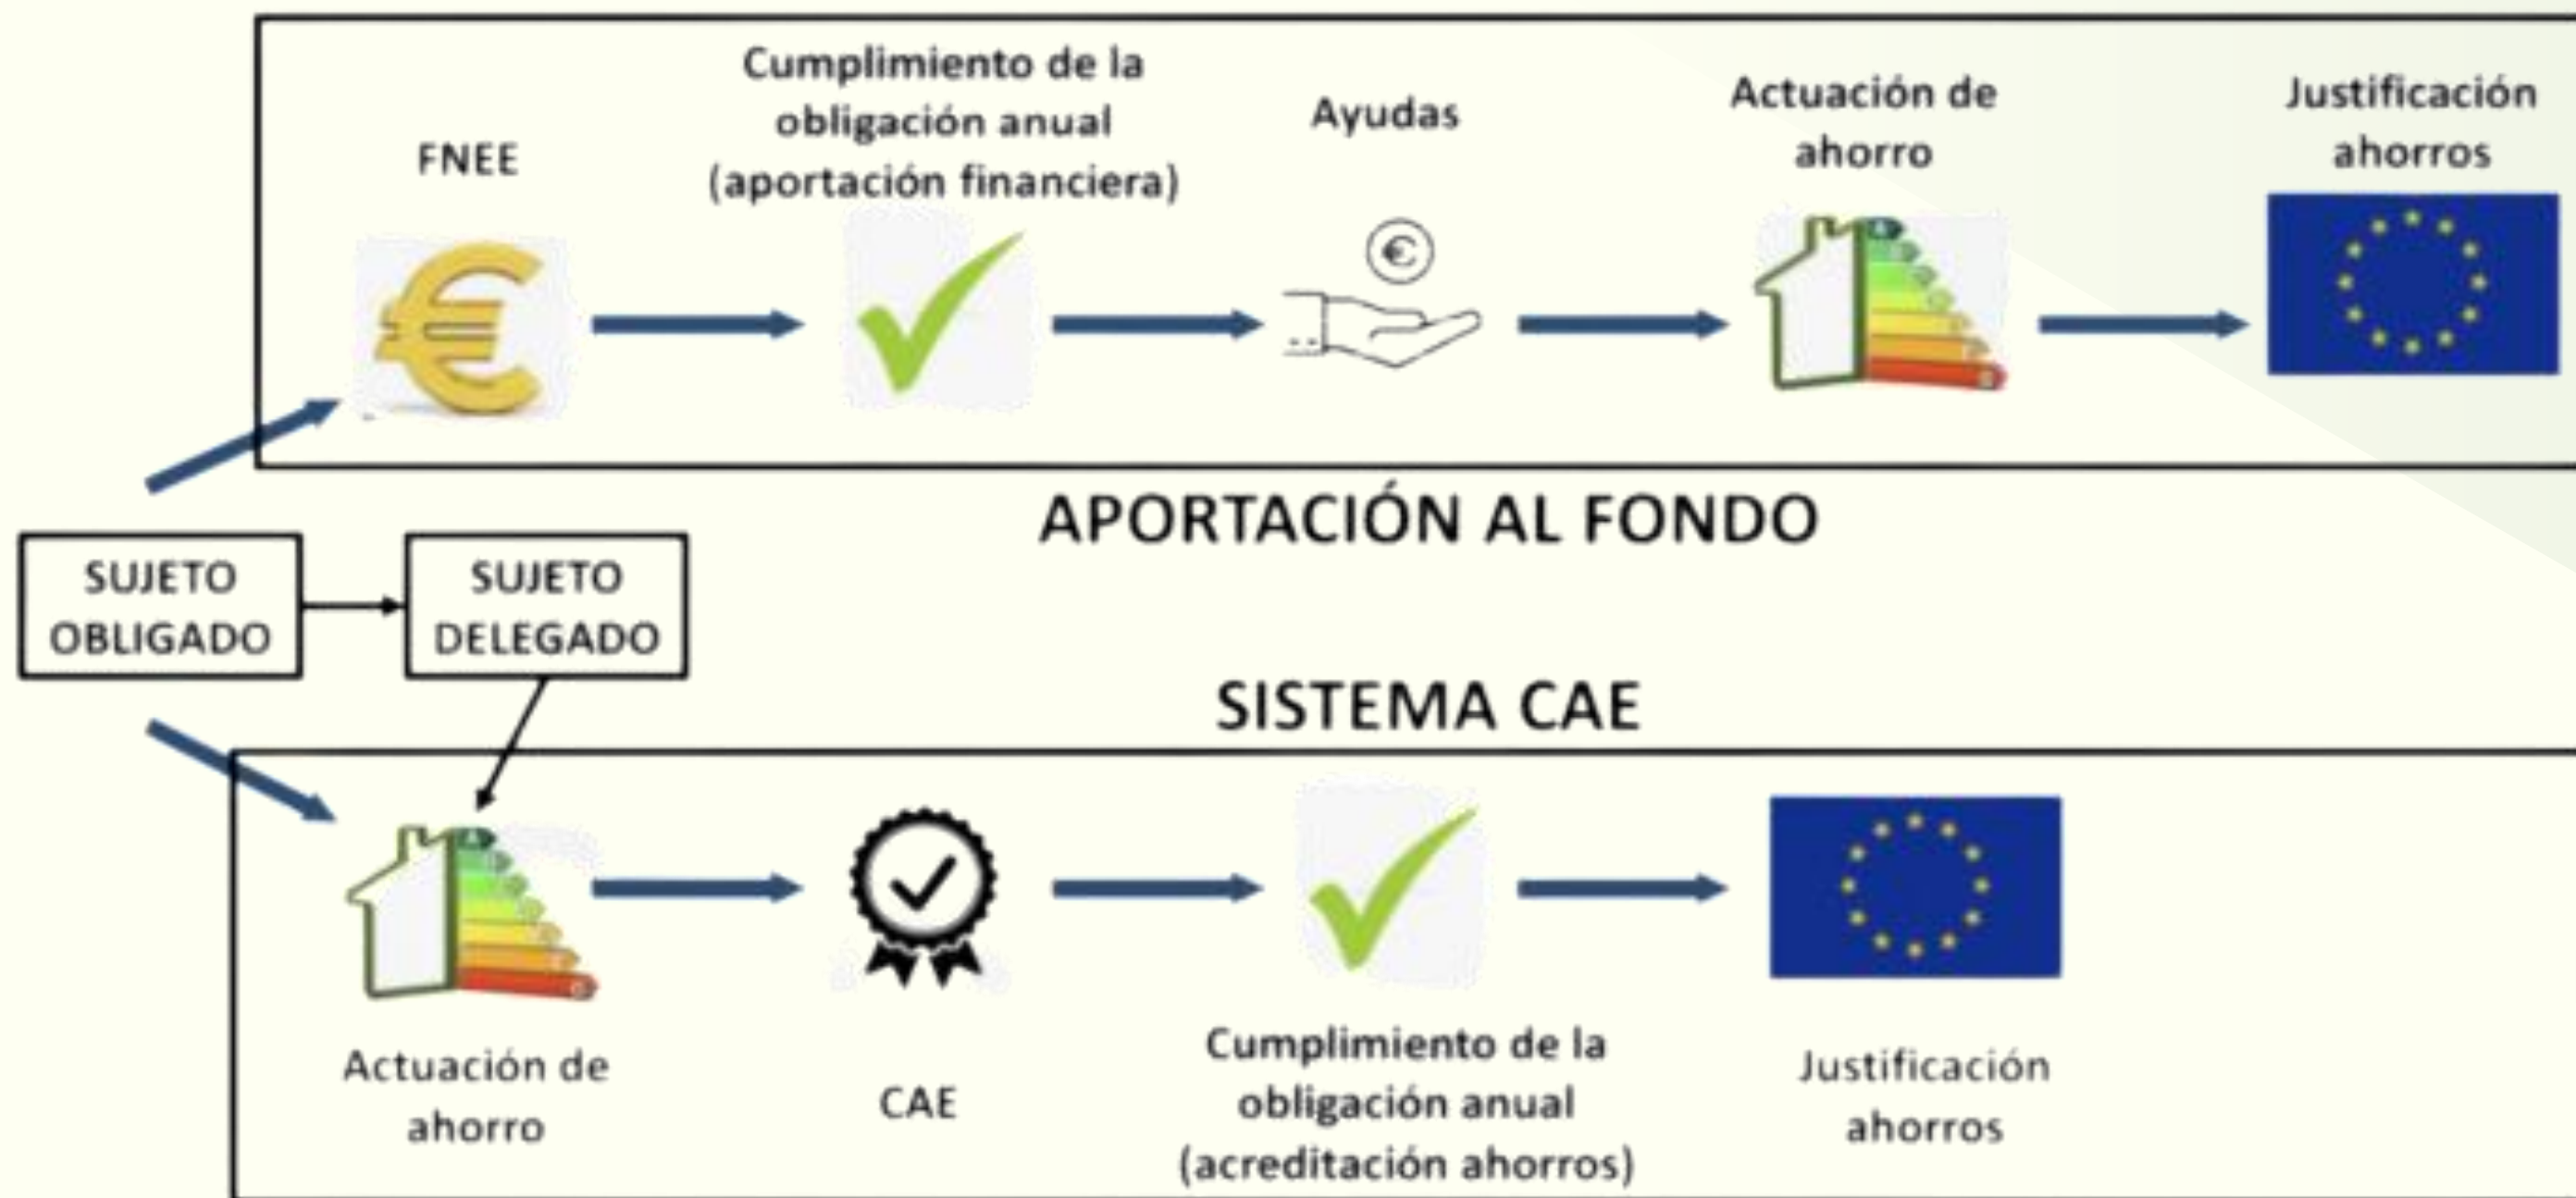 FNEE
Cumplimiento de la
obligación anual
(aportación financiera)
Ayudas
Actuación de
ahorro
Justificación
ahorros
APORTACIÓN AL FONDO
SUJETO
OBLIGADO
SUJETO
DELEGADO
SISTEMA CAE
Actuación de
ahorro
CAE
Cumplimiento de la
obligación anual
(acreditación ahorros)
Justificación
ahorros